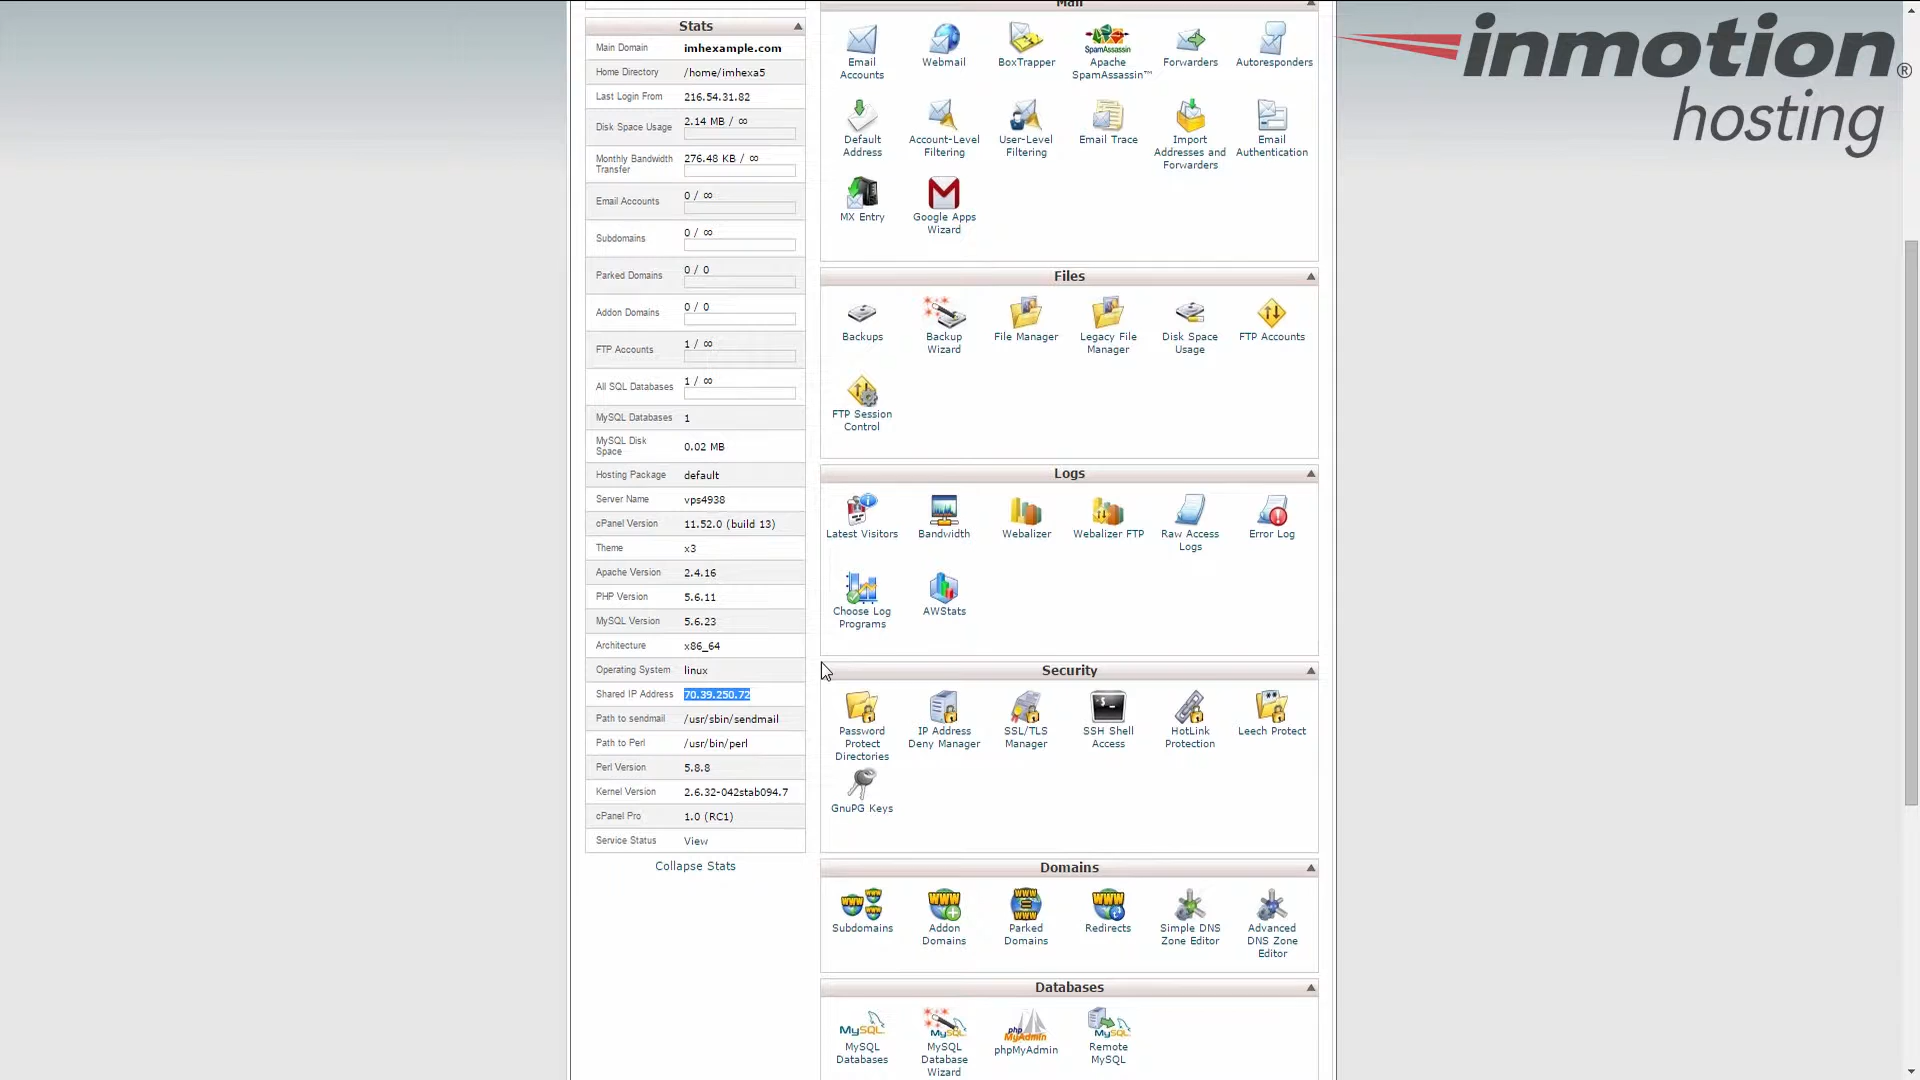 Stats
Main Domain imhexample.com
Home Directory /home/imhexa5
Last Login From 216.54.31.82
Disk Space Usage 2.14 MB / ∞
Monthly Bandwidth
Transfer
276.48 KB / ∞
Email Accounts 0 / ∞
Subdomains 0 / ∞
Parked Domains 0 / 0
Addon Domains 0 / 0
FTP Accounts 1 / ∞
All SQL Databases 1 / ∞
MySQL Databases 1
MySQL Disk
Space
0.02 MB
Hosting Package default
Server Name vps4938
cPanel Version 11.52.0 (build 13)
Theme x3
Apache Version 2.4.16
PHP Version 5.6.11
MySQL Version 5.6.23
Architecture x86_64
Operating System linux
Shared IP Address 70.39.250.72
Path to sendmail /usr/sbin/sendmail
Path to Perl /usr/bin/perl
Perl Version 5.8.8
Kernel Version 2.6.32-042stab094.7
cPanel Pro 1.0 (RC1)
Service Status View
Collapse Stats
Mail
Email
Accounts
Webmail
BoxTrapper
SpamAssassin
Apache
SpamAssassin™
Forwarders
Autoresponders
Default
Address
Account-Level
Filtering
User-Level
Filtering
Email Trace
Import
Addresses and
Forwarders
Email
Authentication
MX Entry
Google Apps
Wizard
Files
Backups
Backup
Wizard
File Manager
Legacy File
Manager
Disk Space
Usage
FTP Accounts
FTP Session
Control
Logs
Latest Visitors
Bandwidth
Webalizer
Webalizer FTP
Raw Access
Logs
Error Log
Choose Log
Programs
AWStats
Security
Password
Protect
Directories
IP Address
Deny Manager
SSL/TLS
Manager
SSH Shell
Access
HotLink
Protection
Leech Protect
GnuPG Keys
Domains
Subdomains
Addon
Domains
Parked
Domains
Redirects
Simple DNS
Zone Editor
Advanced
DNS Zone
Editor
Databases
MySQL
MySQL
Databases
MySQL
MySQL
Database
Wizard
php
MyAdmin
phpMyAdmin
MySQL
Remote
MySQL
inmotion®
hosting